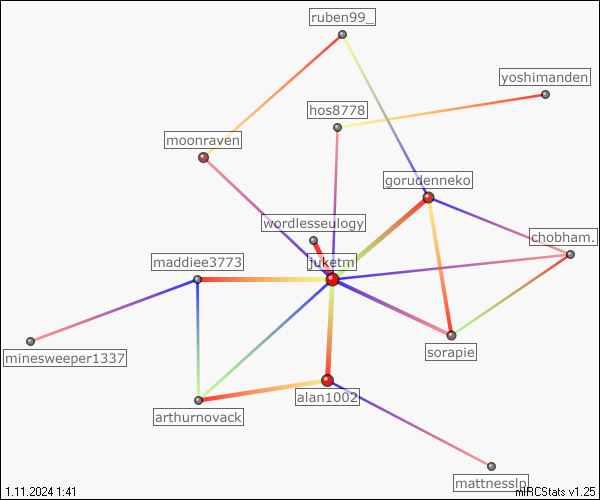 ruben99_
yoshimanden
hos8778
moonraven
gorudenneko
wordlesseulogy
chobham.
maddiee3773
juketm
minesweeper1337
sorapie
alan1002
arthurnovack
mattnesslp
1.11.2024 1:41
mIRCStats v1.25